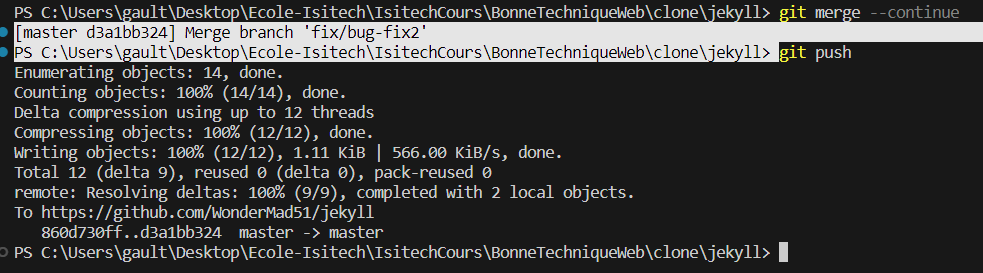 PS C:\Users\gault\Desktop\Ecole-Isitech\IsitechCours\BonneTechniqueWeb\clone\jekyll> git merge --continue
[master d3a1bb324] Merge branch 'fix/bug-fix2'
PS C:\Users\gault\Desktop\Ecole-Isitech\IsitechCours\BonneTechniqueWeb\clone\jekyll> git push
Enumerating objects: 14, done.
Counting objects: 100% (14/14), done.
Delta compression using up to 12 threads
Compressing objects: 100% (12/12), done.
Writing objects: 100% (12/12), 1.11 KiB | 566.00 KiB/s, done.
Total 12 (delta 9), reused 0 (delta 0), pack-reused 0
remote: Resolving deltas: 100% (9/9), completed with 2 local objects.
To https://github.com/WonderMad51/jekyll
   860d730ff..d3a1bb324  master -> master
PS C:\Users\gault\Desktop\Ecole-Isitech\IsitechCours\BonneTechniqueWeb\clone\jekyll>